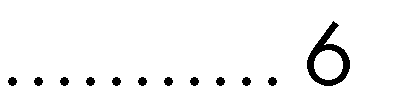 . . . . . . . . . . . 6